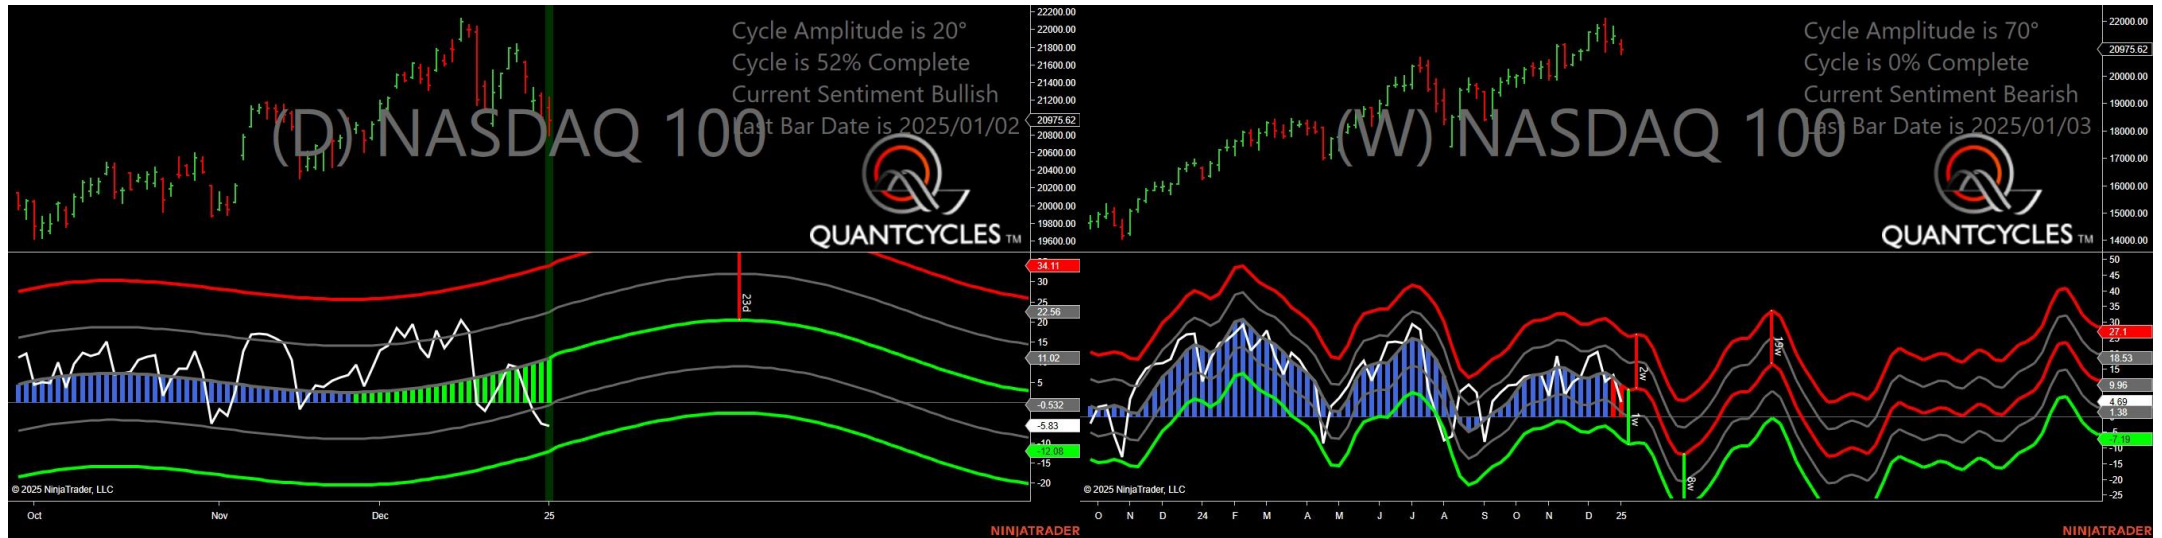 Cycle Amplitude is 20°
Cycle is 52% Complete
Current Sentiment Bullish
Last Bar Date is 2025/01/02
(D) NASDAQ 100
QUANTCYCLES TM
22200.00
22000.00
21800.00
21600.00
21400.00
21200.00
20975.62
20800.00
20600.00
20400.00
20200.00
20000.00
19800.00
19600.00
34.11
30
25
22.56
20
15
11.02
5
-0.532
-5.83
-10
-12.08
-15
-20
23d
© 2025 NinjaTrader, LLC
Oct
Nov
Dec
25
NINJATRADER
Cycle Amplitude is 70°
Cycle is 0% Complete
Current Sentiment Bearish
Last Bar Date is 2025/01/03
(W) NASDAQ 100
QUANTCYCLES TM
22000.00
20975.62
20000.00
19000.00
18000.00
17000.00
16000.00
15000.00
14000.00
50
45
40
35
30
27.1
25
18.53
15
9.96
4.69
1.38
-5
-7.19
-10
-15
-20
-25
2w
1w
19w
8w
© 2025 NinjaTrader, LLC
O N D 24 F M A M J J A S O N D 25
NINJATRADER